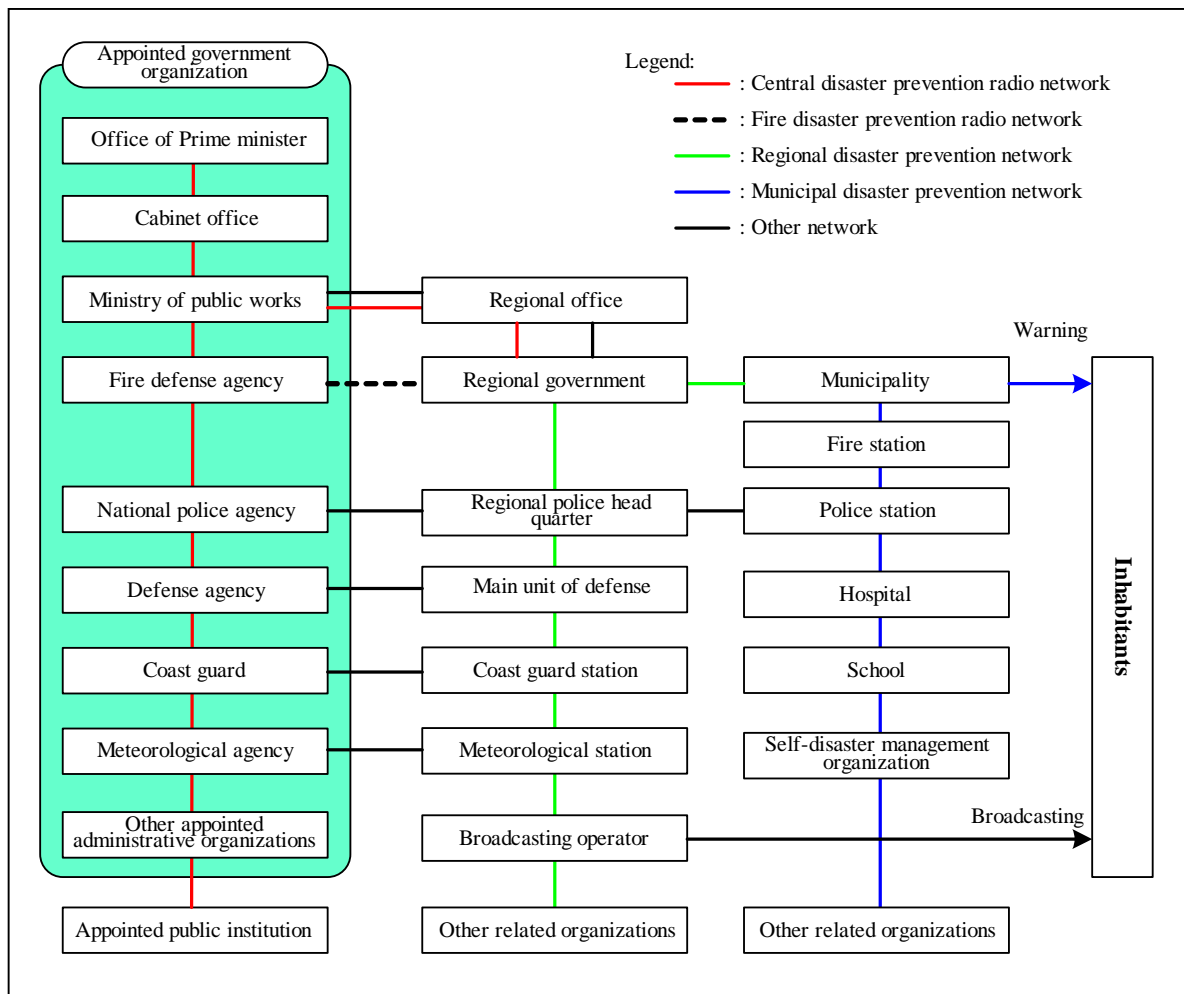 Appointed government
organization
Office of Prime minister
Cabinet office
Ministry of public works
Fire defense agency
National police agency
Defense agency
Coast guard
Meteorological agency
Other appointed
administrative organizations
Appointed public institution
Legend:
: Central disaster prevention radio network
: Fire disaster prevention radio network
: Regional disaster prevention network
: Municipal disaster prevention network
: Other network
Regional office
Regional government
Regional police head
quarter
Main unit of defense
Coast guard station
Meteorological station
Broadcasting operator
Other related organizations
Municipality
Fire station
Police station
Hospital
School
Self-disaster management
organization
Other related organizations
Warning
Broadcasting
Inhabitants